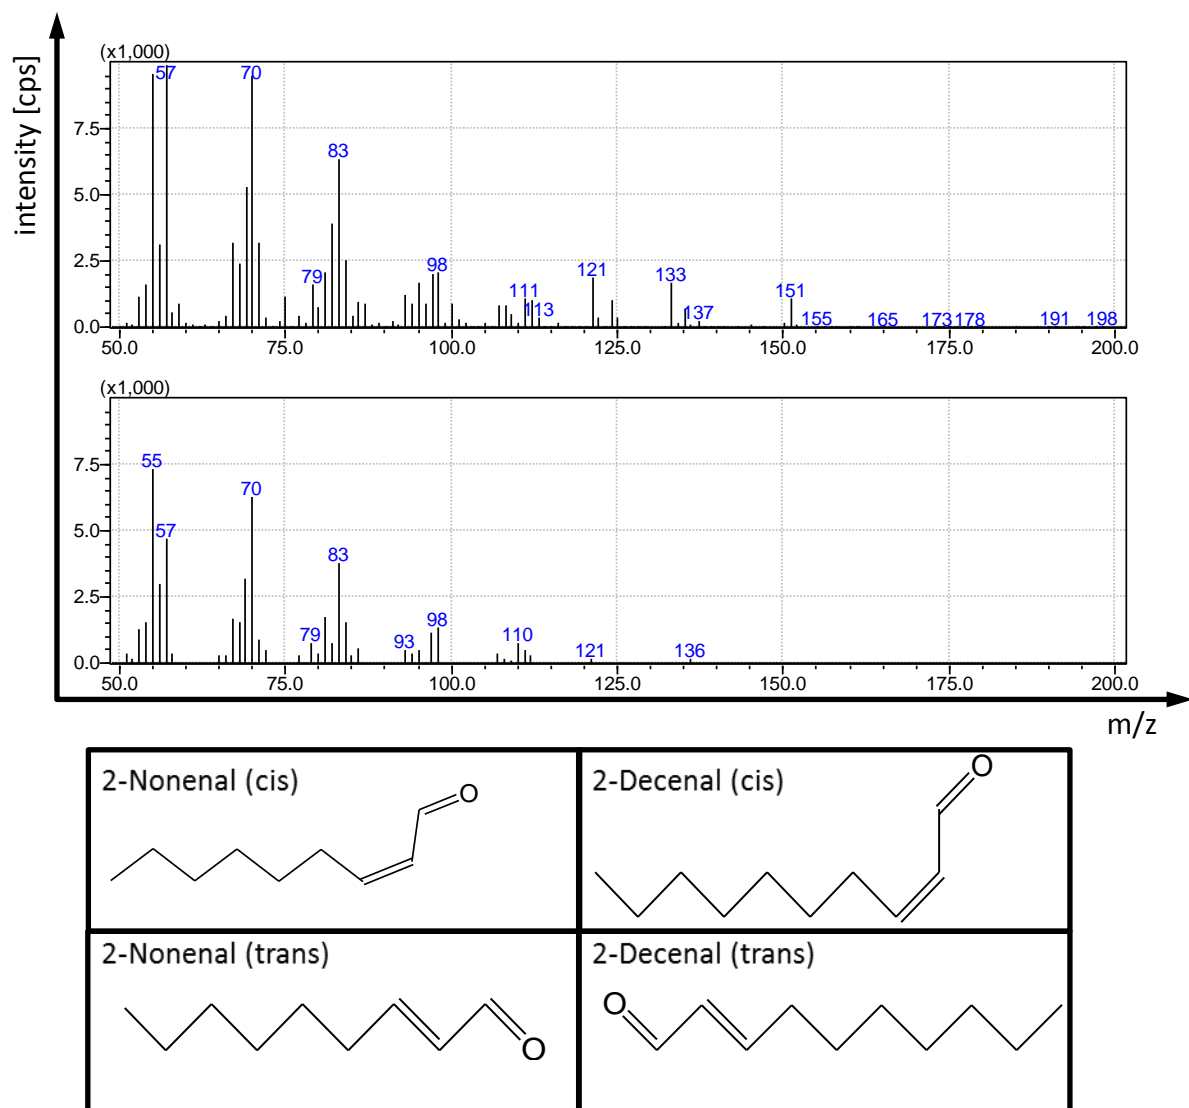 (x1,000)
intensity [cps]
57 70
7.5
83
5.0
2.5
79 98 111 113 121 133 137 151 155 165 173 178 191 198
0.0
50.0 75.0 100.0 125.0 150.0 175.0 200.0
(x1,000)
7.5
55
70
57
5.0
83
2.5
79 93 98 110 121 136
0.0
50.0 75.0 100.0 125.0 150.0 175.0 200.0
m/z
2-Nonenal (cis)
O
2-Decenal (cis)
O
2-Nonenal (trans)
O
2-Decenal (trans)
O